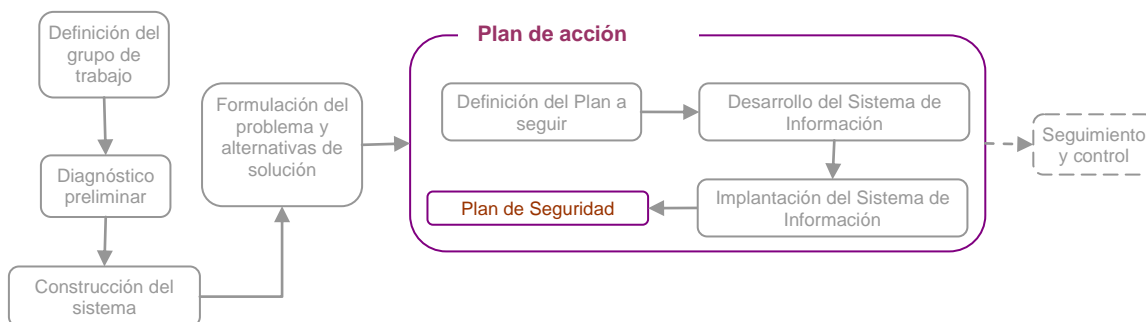 Definición del
grupo de
trabajo
Diagnóstico
preliminar
Construcción del
sistema
Formulación del
problema y
alternativas de
solución
Plan de acción
Definición del Plan a
seguir
Desarrollo del Sistema de
Información
Implantación del Sistema de
Información
Plan de Seguridad
Seguimiento
y control